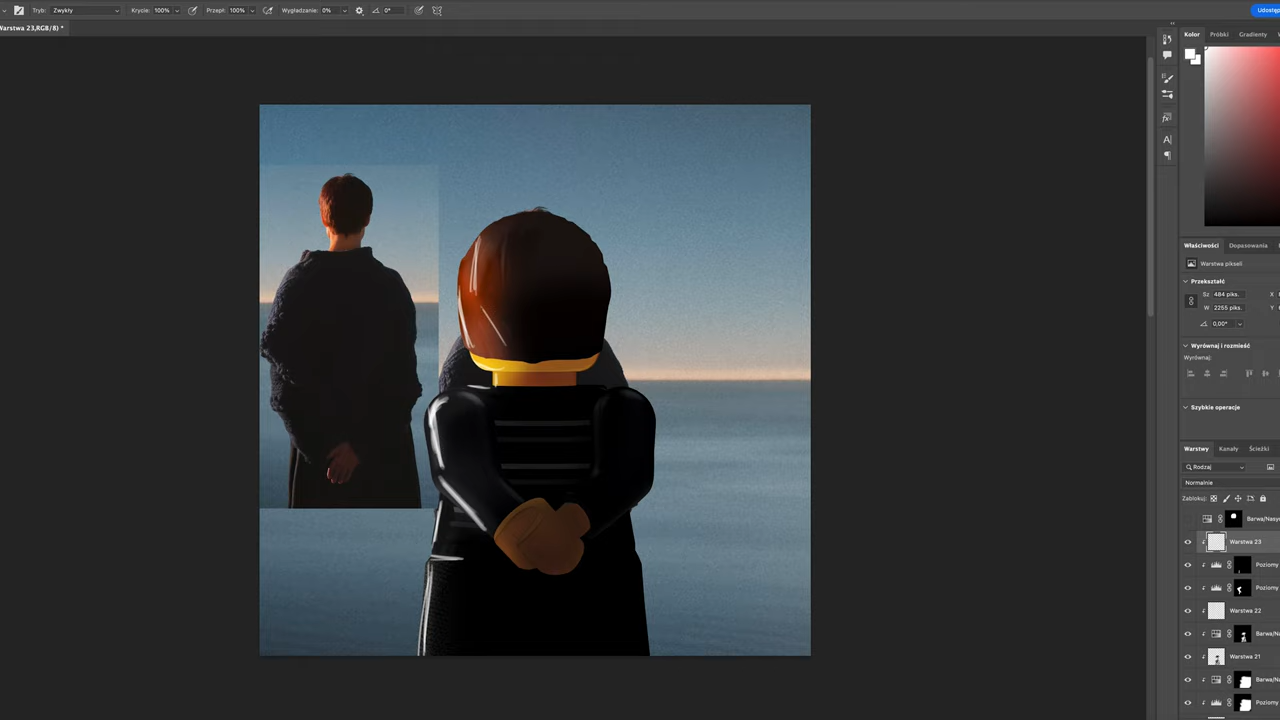 Tryb: Zwykły Krycie: 100% Przepł: 100% Wygładzanie: 0% 0° Udostę
Warstwa 23,RGB/8) *
Kolor Próbki Gradienty
Właściwości Dopasowania
Warstwa pikseli
Przekształć
Sz 484 piks. X
W 2255 piks. Y
0,00°
Wyrównaj i rozmieść
Wyrównaj:
Szybkie operacje
Warstwy Kanały Ścieżki
Rodzaj
Normalnie
Zablokuj:
Barwa/Nasy
Warstwa 23
Poziomy
Poziomy
Warstwa 22
Barwa/Na
Warstwa 21
Barwa/Na
Poziomy